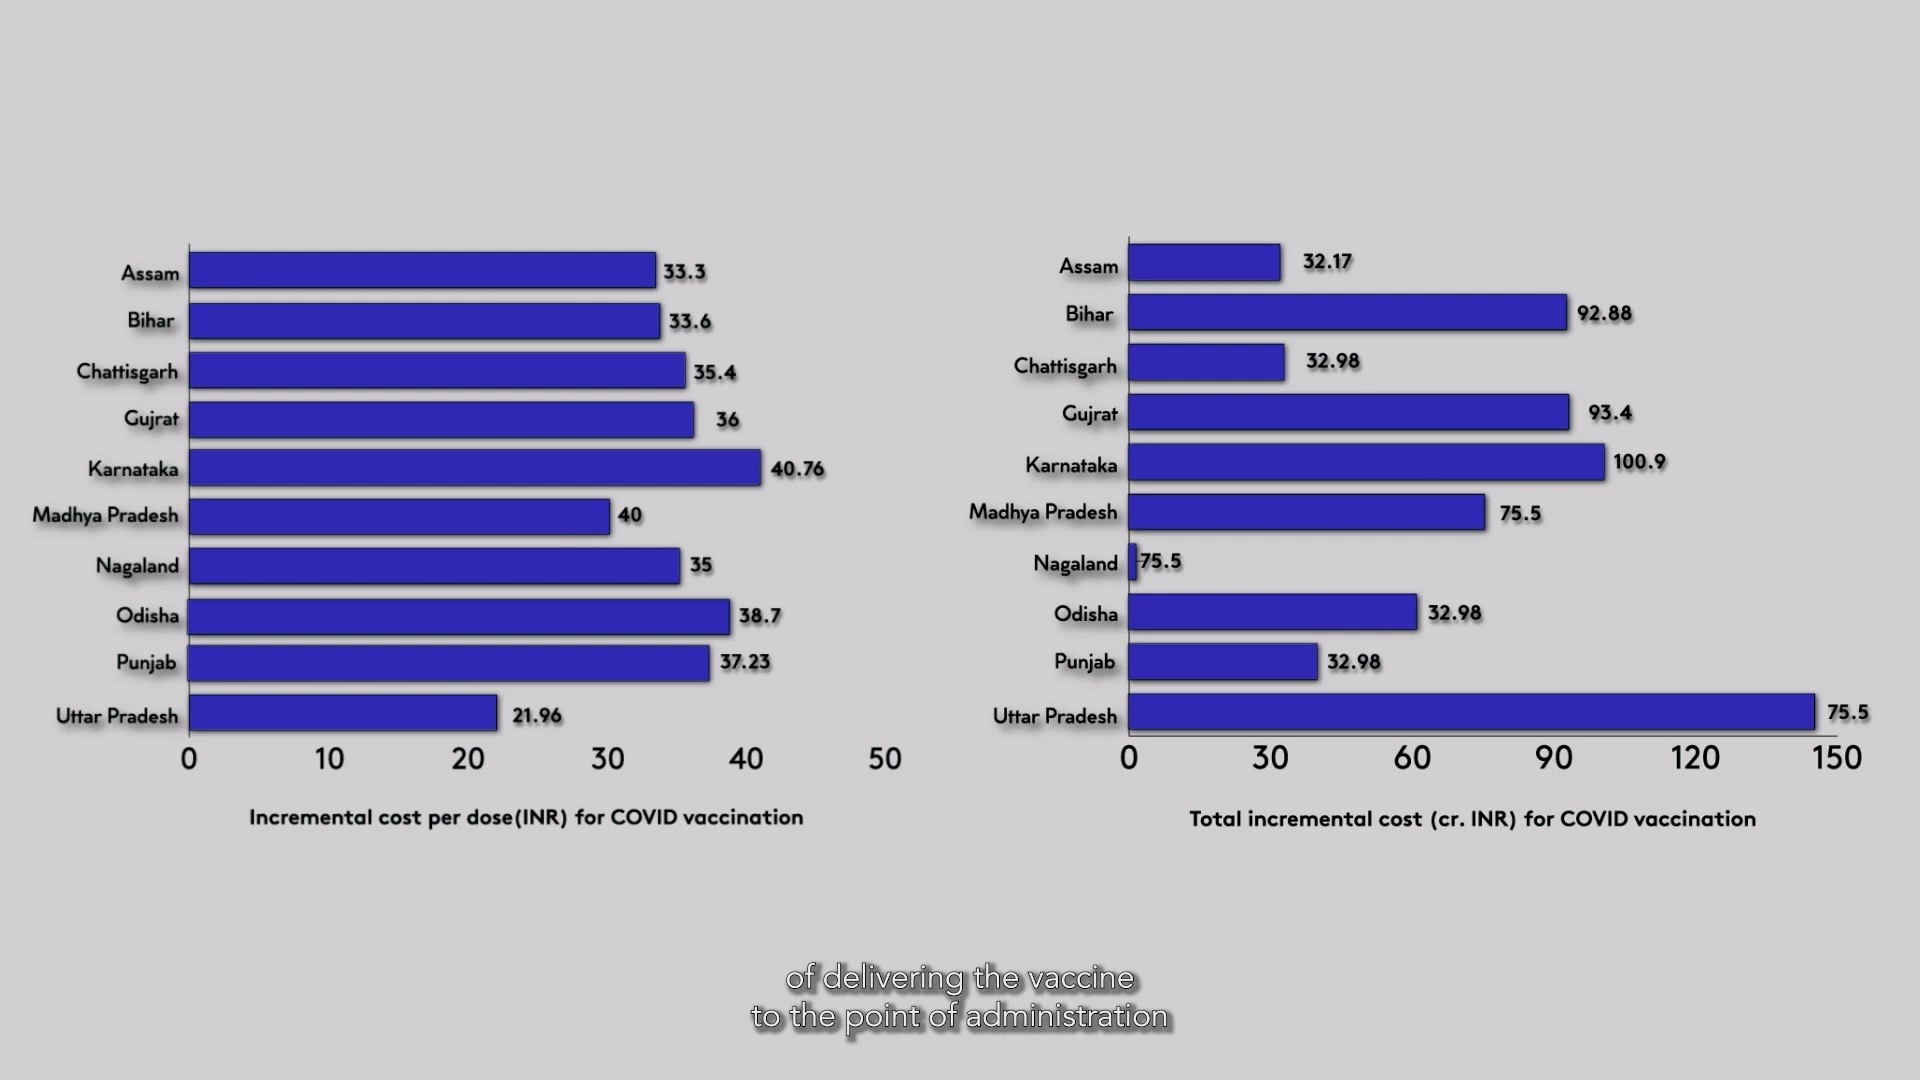 Assam 33.3
Bihar 33.6
Chattisgarh 35.4
Gujrat 36
Karnataka 40.76
Madhya Pradesh 40
Nagaland 35
Odisha 38.7
Punjab 37.23
Uttar Pradesh 21.96
0 10 20 30 40 50
Incremental cost per dose(INR) for COVID vaccination
Assam 32.17
Bihar 92.88
Chattisgarh 32.98
Gujrat 93.4
Karnataka 100.9
Madhya Pradesh 75.5
Nagaland 75.5
Odisha 32.98
Punjab 32.98
Uttar Pradesh 75.5
0 30 60 90 120 150
Total incremental cost (cr. INR) for COVID vaccination
of delivering the vaccine
to the point of administration